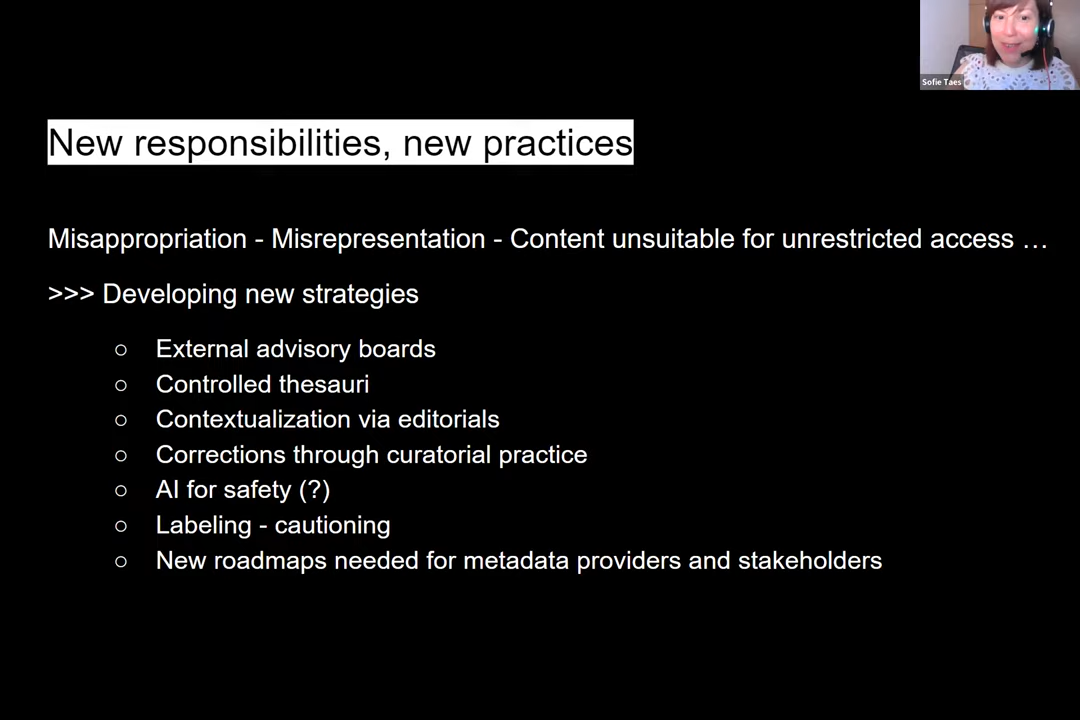 Sofie Taes
New responsibilities, new practices
Misappropriation - Misrepresentation - Content unsuitable for unrestricted access …
>>> Developing new strategies
○ External advisory boards
○ Controlled thesauri
○ Contextualization via editorials
○ Corrections through curatorial practice
○ AI for safety (?)
○ Labeling - cautioning
○ New roadmaps needed for metadata providers and stakeholders